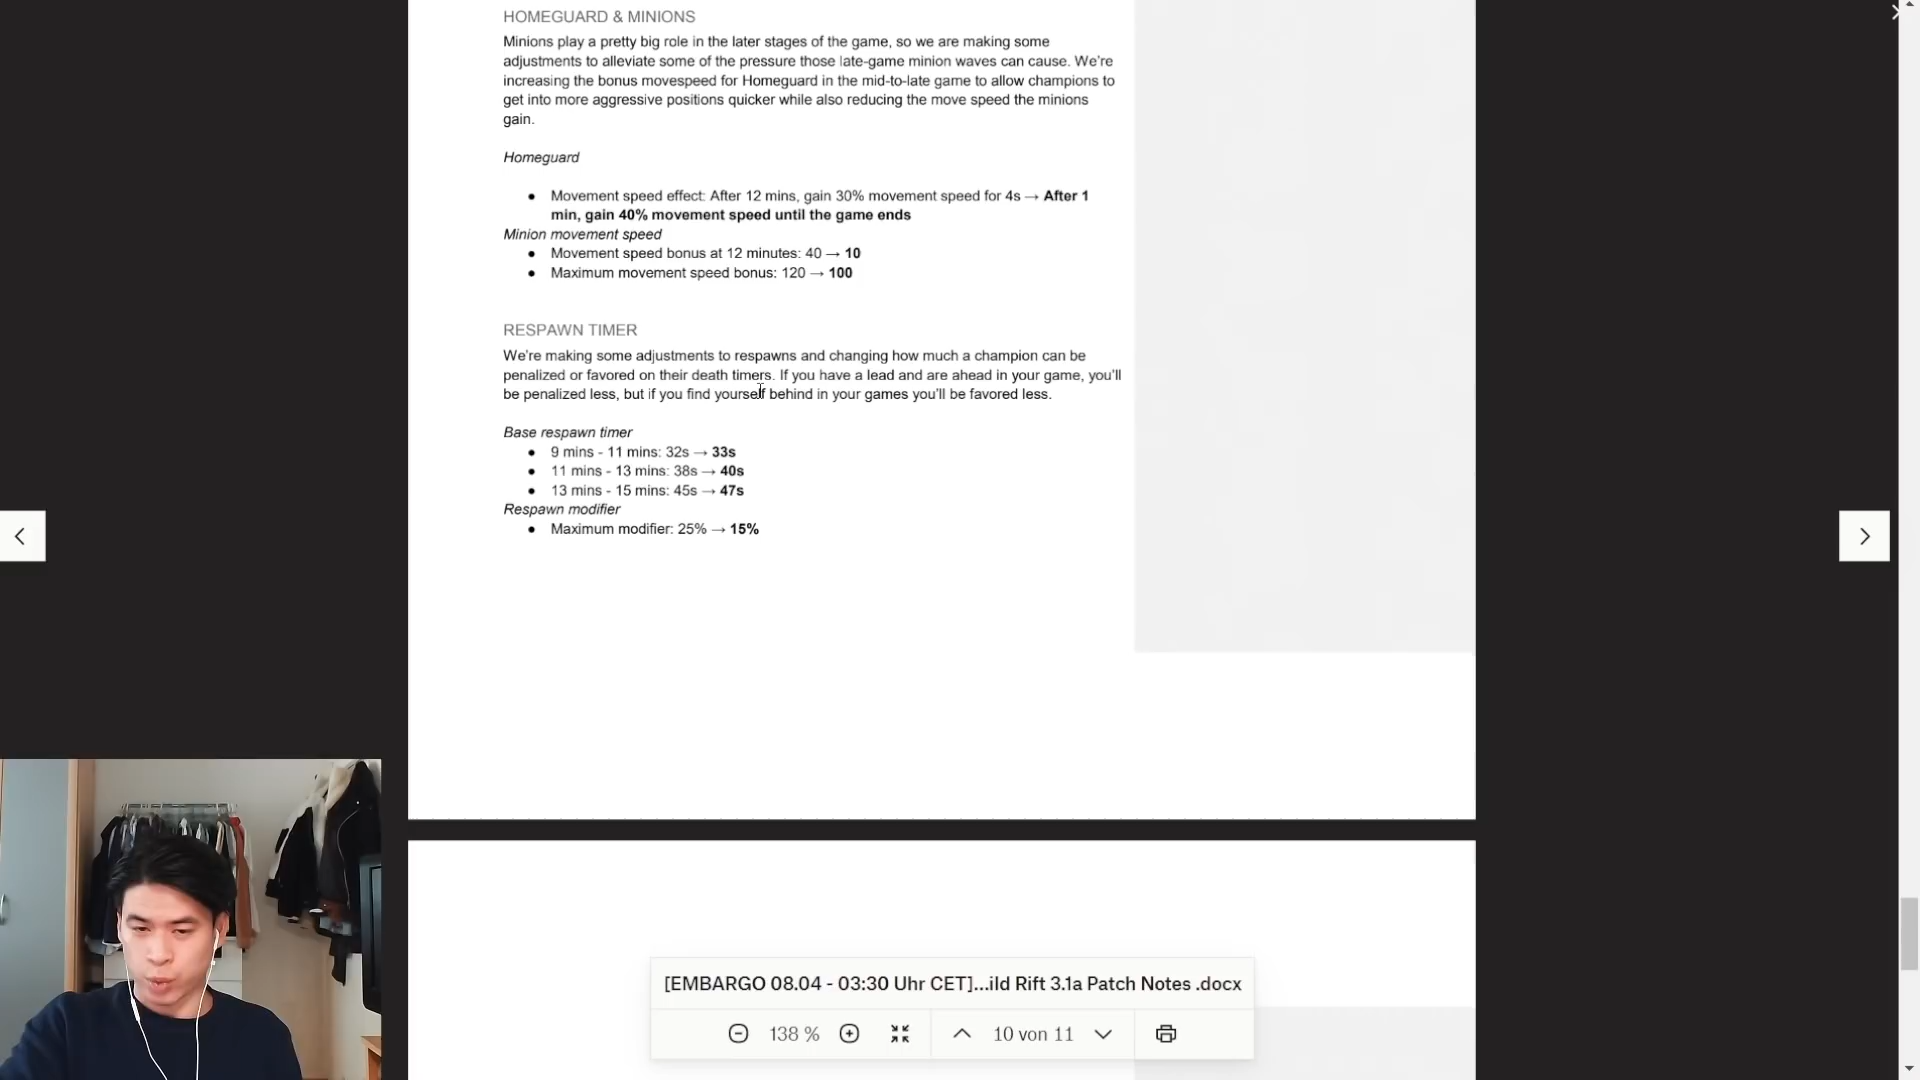 HOMEGUARD & MINIONS
Minions play a pretty big role in the later stages of the game, so we are making some
adjustments to alleviate some of the pressure those late-game minion waves can cause. We're
increasing the bonus movespeed for Homeguard in the mid-to-late game to allow champions to
get into more aggressive positions quicker while also reducing the move speed the minions
gain.
Homeguard
● Movement speed effect: After 12 mins, gain 30% movement speed for 4s → After 1
min, gain 40% movement speed until the game ends
Minion movement speed
● Movement speed bonus at 12 minutes: 40 → 10
● Maximum movement speed bonus: 120 → 100
RESPAWN TIMER
We're making some adjustments to respawns and changing how much a champion can be
penalized or favored on their death timers. If you have a lead and are ahead in your game, you'll
be penalized less, but if you find yourself behind in your games you'll be favored less.
Base respawn timer
● 9 mins - 11 mins: 32s → 33s
● 11 mins - 13 mins: 38s → 40s
● 13 mins - 15 mins: 45s → 47s
Respawn modifier
● Maximum modifier: 25% → 15%
[EMBARGO 08.04 - 03:30 Uhr CET]...ild Rift 3.1a Patch Notes .docx
138 %
10 von 11